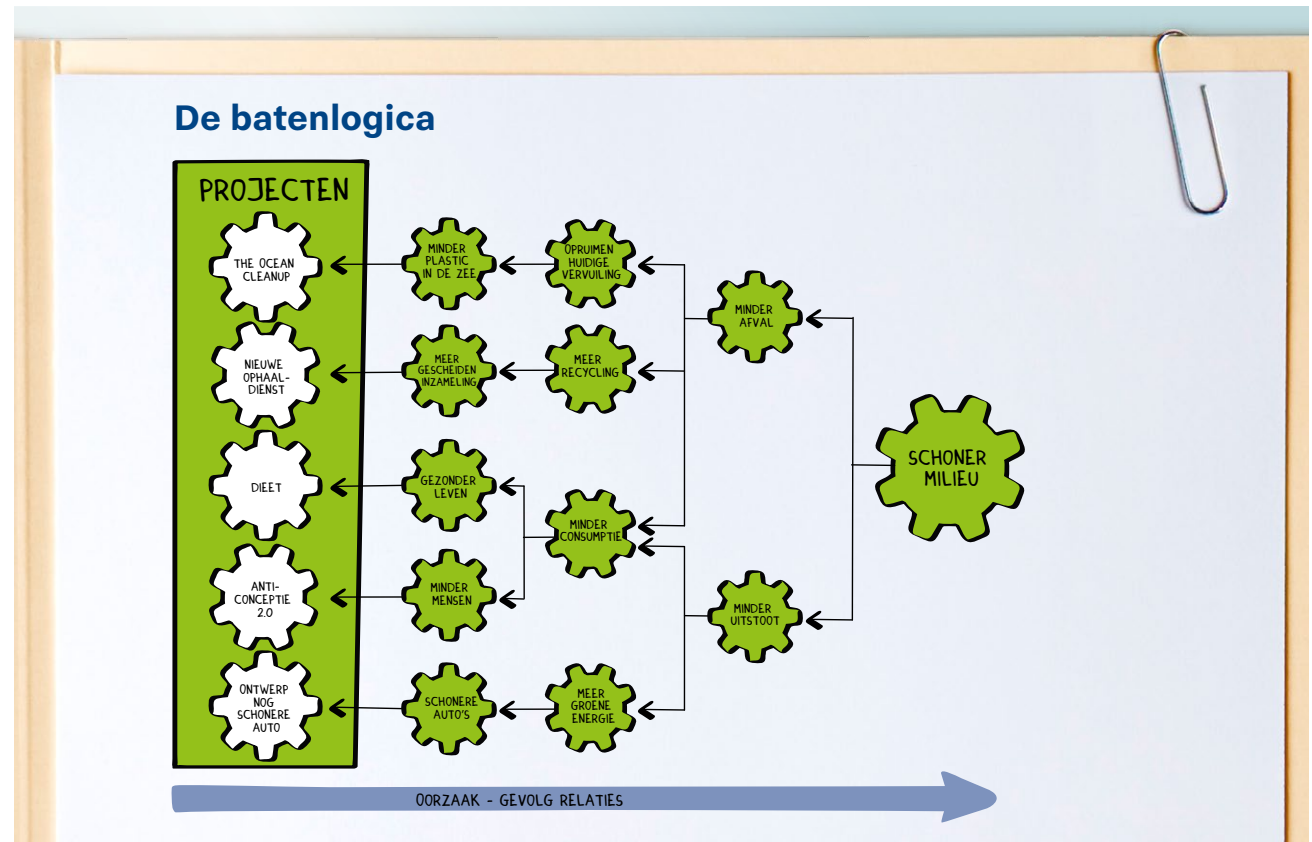 De batenlogica
PROJECTEN
THE OCEAN
CLEANUP
MINDER
PLASTIC
IN DE ZEE
OPRUIMEN
HUIDIGE
VERVUILING
MINDER
AFVAL
NIEUWE
OPHAAL-
DIENST
MEER
GESCHEIDEN
INZAMELING
MEER
RECYCLING
SCHONER
MILIEU
DIEET
GEZONDER
LEVEN
MINDER
CONSUMPTIE
ANTI-
CONCEPTIE
2.0
MINDER
MENSEN
MINDER
UITSTOOT
ONTWERP
NOG
SCHONERE
AUTO
SCHONERE
AUTO'S
MEER
GROENE
ENERGIE
OORZAAK - GEVOLG RELATIES